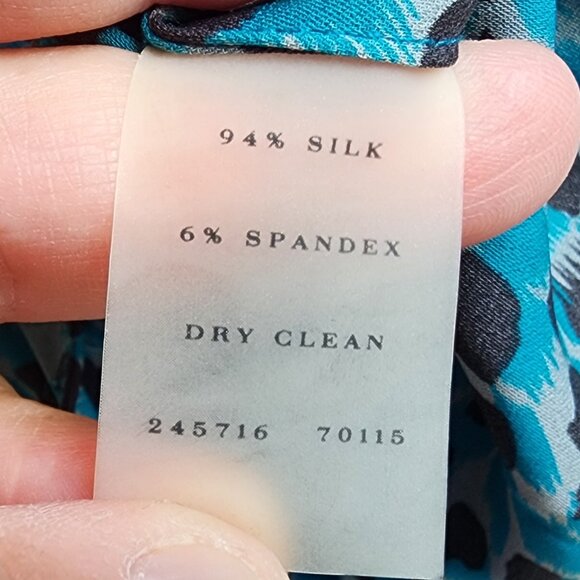 94% SILK
6% SPANDEX
DRY CLEAN
245716 70115